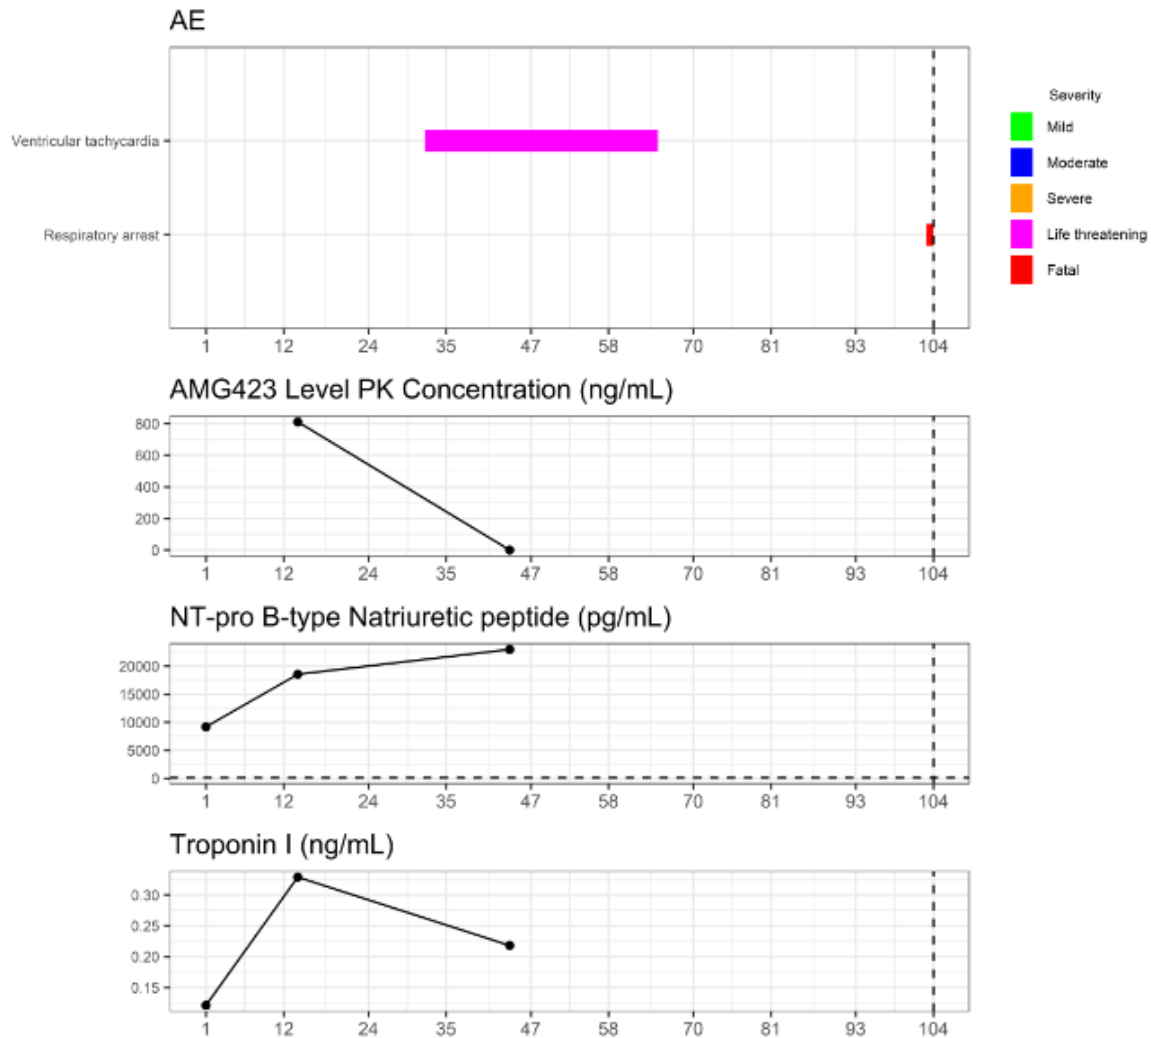 AE
Ventricular tachycardia
Respiratory arrest
Severity
Mild
Moderate
Severe
Life threatening
Fatal
1 12 24 35 47 58 70 81 93 104
AMG423 Level PK Concentration (ng/mL)
800
600
400
200
0
1 12 24 35 47 58 70 81 93 104
NT-pro B-type Natriuretic peptide (pg/mL)
20000
15000
10000
5000
0
1 12 24 35 47 58 70 81 93 104
Troponin I (ng/mL)
0.30
0.25
0.20
0.15
1 12 24 35 47 58 70 81 93 104